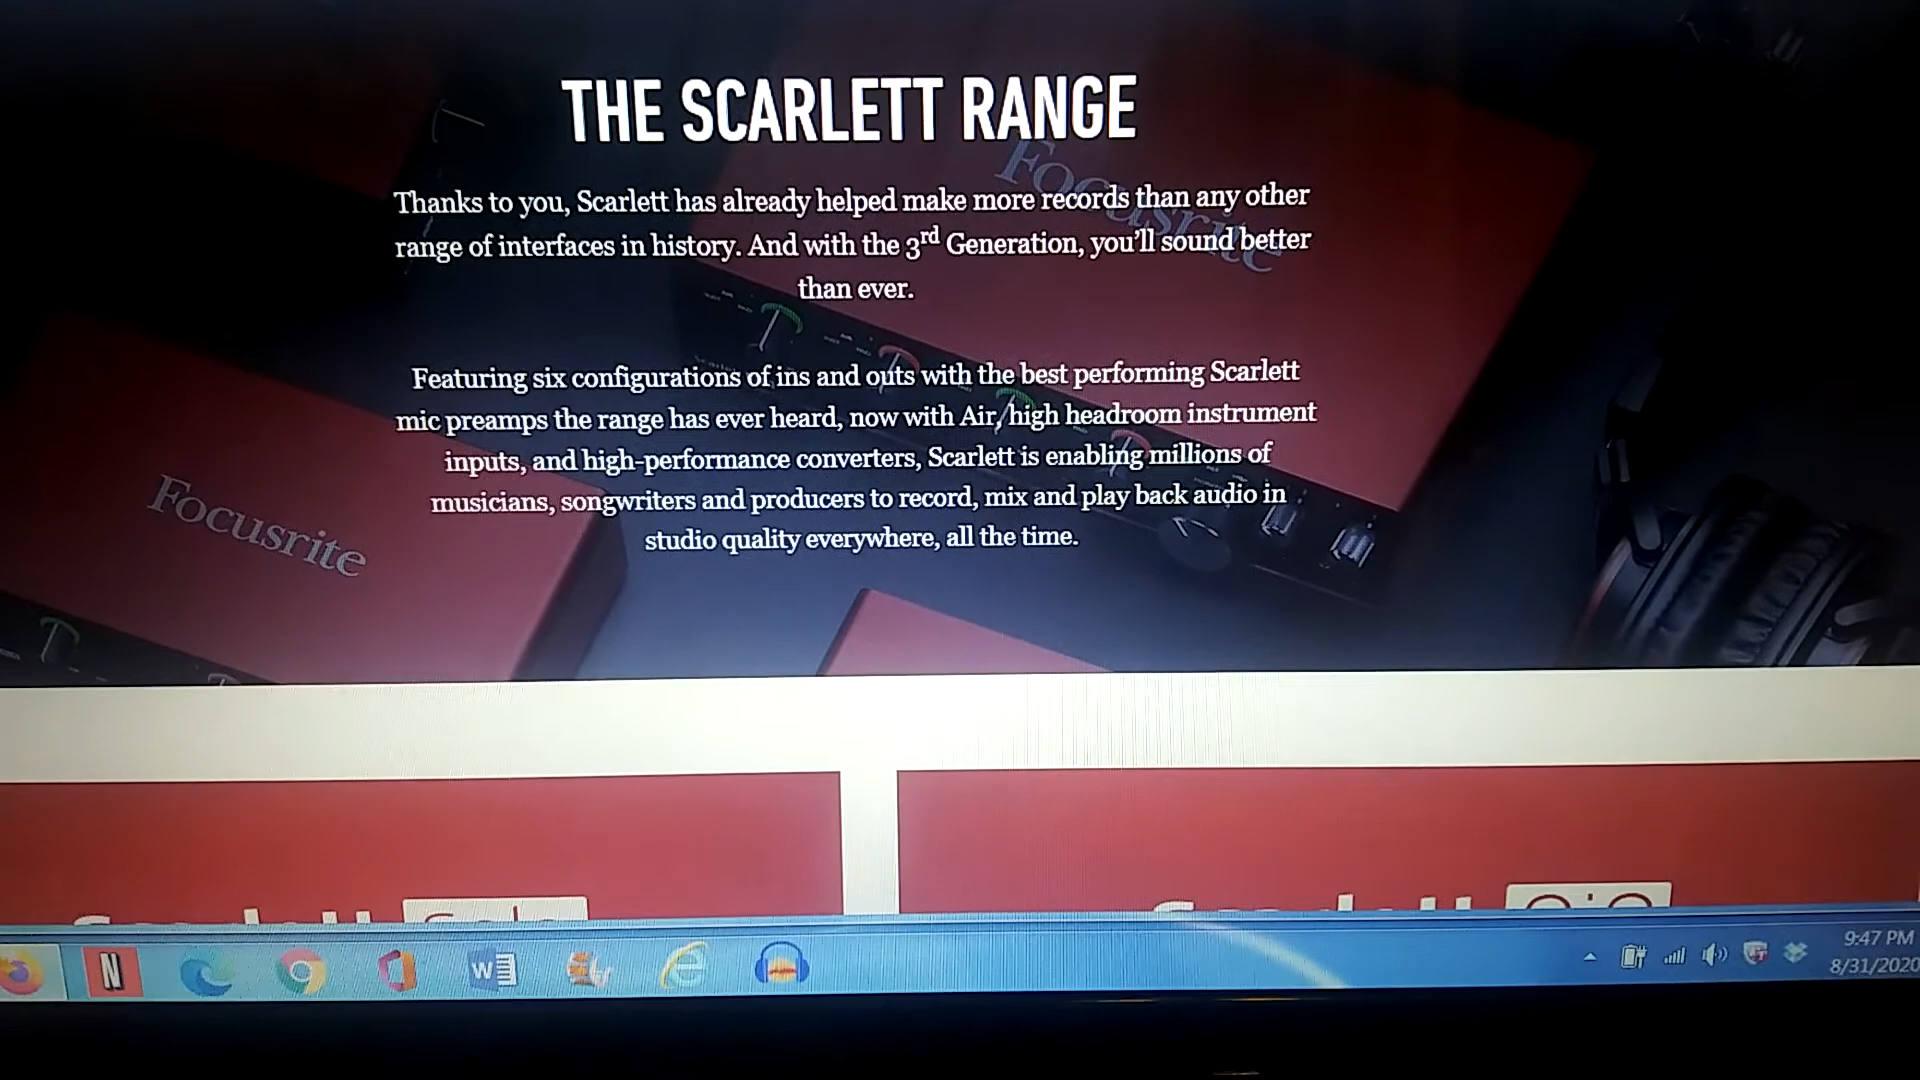 THE SCARLETT RANGE
Focusrite
Thanks to you, Scarlett has already helped make more records than any other
range of interfaces in history. And with the 3rd Generation, you'll sound better
than ever.
Featuring six configurations of ins and outs with the best performing Scarlett
mic preamps the range has ever heard, now with Air, high headroom instrument
inputs, and high-performance converters, Scarlett is enabling millions of
musicians, songwriters and producers to record, mix and play back audio in
studio quality everywhere, all the time.
Focusrite
N
W
9:47 PM
8/31/2020